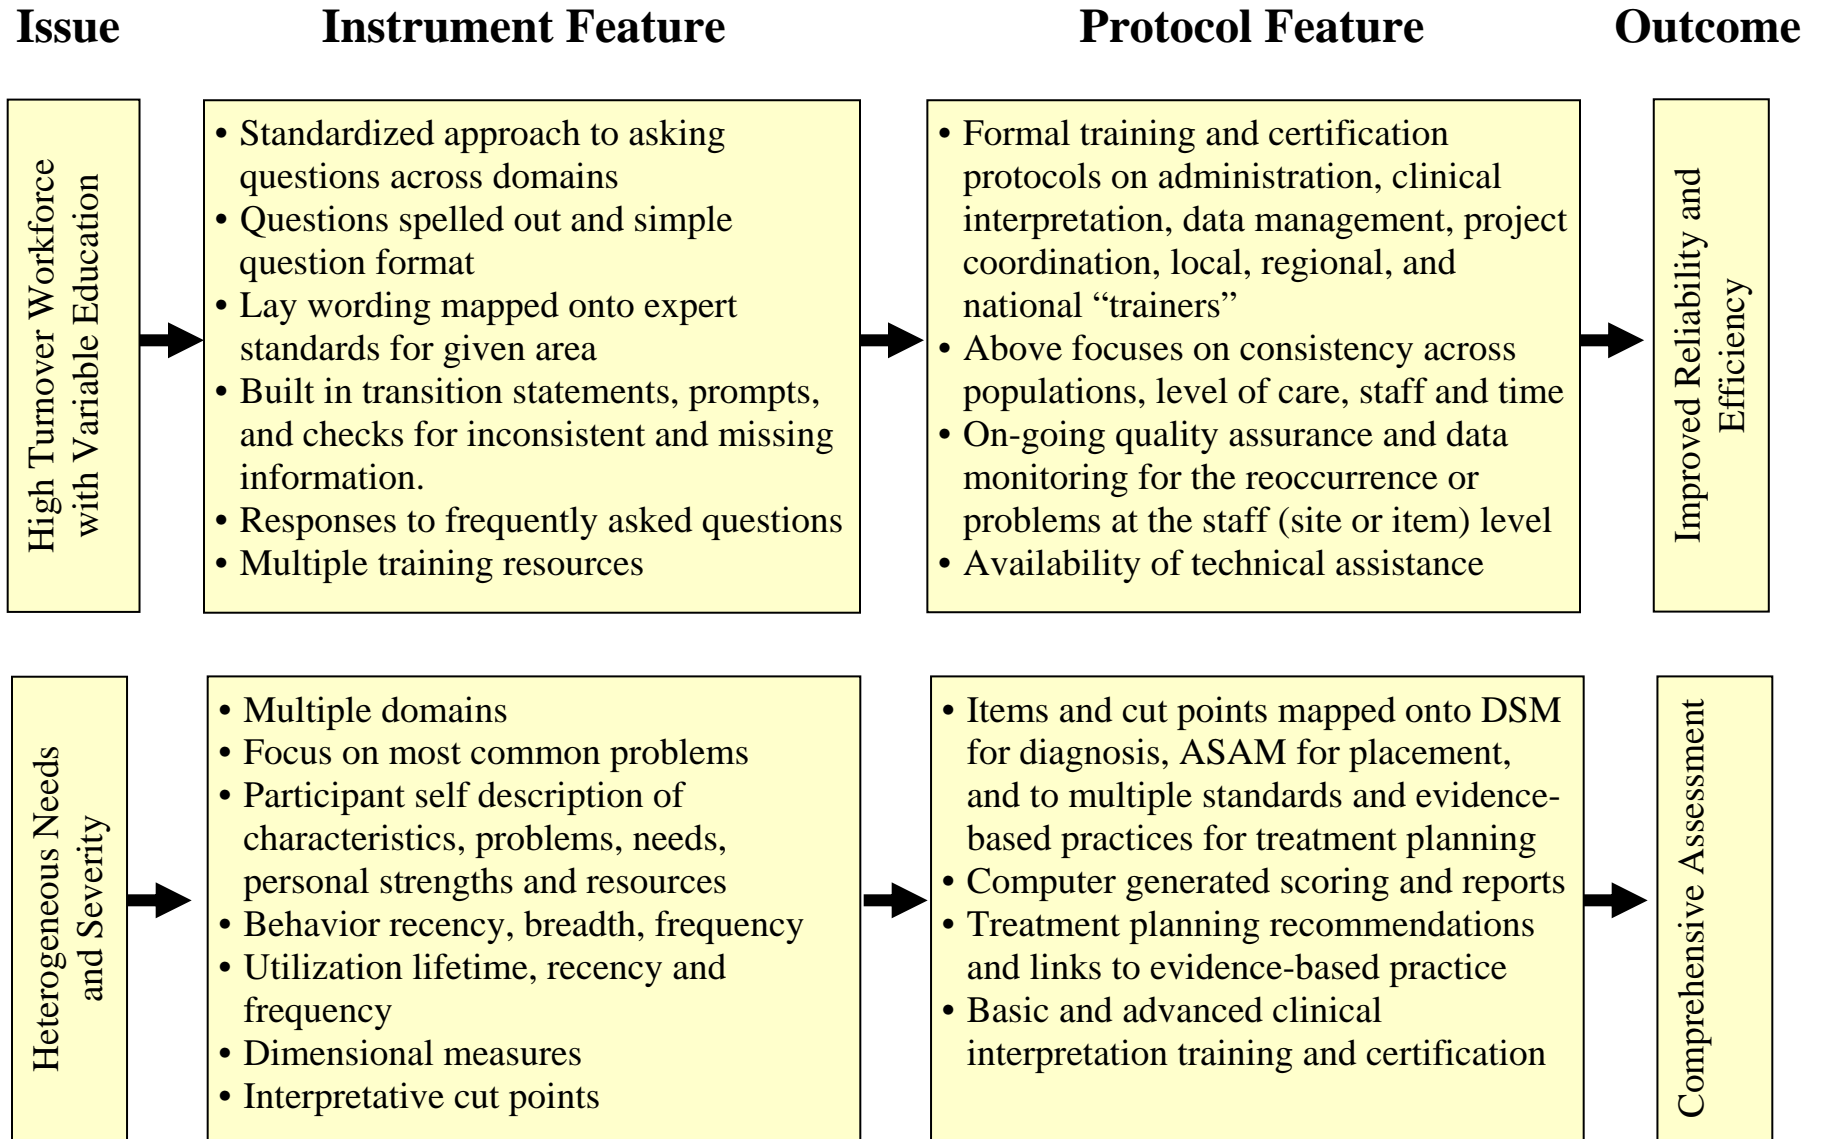 Issue
Instrument Feature
Protocol Feature
Outcome
High Turnover Workforce
with Variable Education
• Standardized approach to asking
questions across domains
• Questions spelled out and simple
question format
• Lay wording mapped onto expert
standards for given area
• Built in transition statements, prompts,
and checks for inconsistent and missing
information.
• Responses to frequently asked questions
• Multiple training resources
• Formal training and certification
protocols on administration, clinical
interpretation, data management, project
coordination, local, regional, and
national “trainers”
• Above focuses on consistency across
populations, level of care, staff and time
• On-going quality assurance and data
monitoring for the reoccurrence or
problems at the staff (site or item) level
• Availability of technical assistance
Improved Reliability and
Efficiency
Heterogeneous Needs
and Severity
• Multiple domains
• Focus on most common problems
• Participant self description of
characteristics, problems, needs,
personal strengths and resources
• Behavior recency, breadth, frequency
• Utilization lifetime, recency and
frequency
• Dimensional measures
• Interpretative cut points
• Items and cut points mapped onto DSM
for diagnosis, ASAM for placement,
and to multiple standards and evidence-
based practices for treatment planning
• Computer generated scoring and reports
• Treatment planning recommendations
and links to evidence-based practice
• Basic and advanced clinical
interpretation training and certification
Comprehensive Assessment